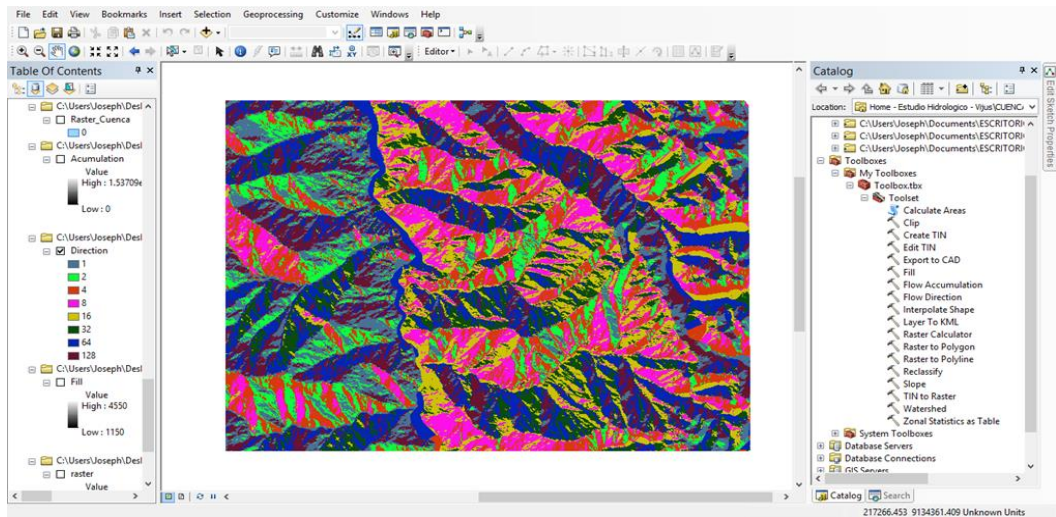 File Edit View Bookmarks Insert Selection Geoprocessing Customize Windows Help
Editor
Table Of Contents
C:\Users\Joseph\Desl
Raster_Cuenca
0
C:\Users\Joseph\Desl
Acumulation
Value
High : 1.53709e
Low : 0
C:\Users\Joseph\Desl
Direction
1
2
4
8
16
32
64
128
C:\Users\Joseph\Desl
Fill
Value
High : 4550
Low : 1150
C:\Users\Joseph\Desl
raster
Value
Catalog
Location: Home - Estudio Hidrologico - Vijus\CUENCA
C:\Users\Joseph\Documents\ESCRITORI
C:\Users\Joseph\Documents\ESCRITORI
C:\Users\Joseph\Documents\ESCRITORI
Toolboxes
My Toolboxes
Toolbox.tbx
Toolset
Calculate Areas
Clip
Create TIN
Edit TIN
Export to CAD
Fill
Flow Accumulation
Flow Direction
Interpolate Shape
Layer To KML
Raster Calculator
Raster to Polygon
Raster to Polyline
Reclassify
Slope
TIN to Raster
Watershed
Zonal Statistics as Table
System Toolboxes
Database Servers
Database Connections
GIS Servers
Catalog Search
Edit Sketch Properties
217266.453 9134361.409 Unknown Units